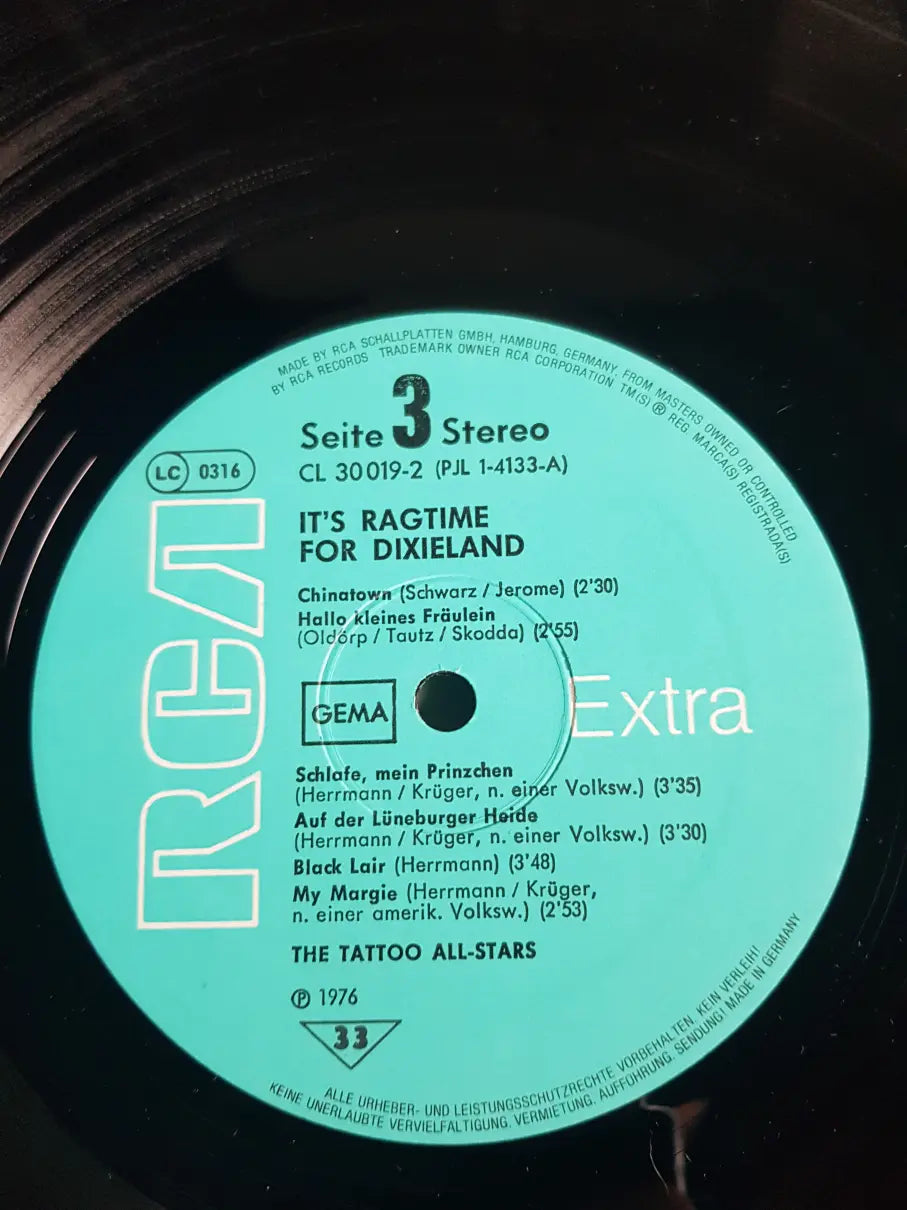 MADE BY RCA SCHALLPLATTEN GMBH, HAMBURG, GERMANY, FROM MASTERS OWNED OR CONTROLLED
BY RCA RECORDS TRADEMARK OWNER RCA CORPORATION TM(S) ® REG. MARCA(S) REGISTRADA(S)
Seite 3 Stereo
LC 0316
CL 30 019-2 (PJL 1-4133-A)
RCA
IT'S RAGTIME
FOR DIXIELAND
Chinatown (Schwarz / Jerome) (2'30)
Hallo kleines Fräulein
(Oldörp / Tautz / Skodda) (2'55)
GEMA
Extra
Schlafe, mein Prinzchen
(Herrmann / Krüger, n. einer Volksw.) (3'35)
Auf der Lüneburger Heide
(Herrmann / Krüger, n. einer Volksw.) (3'30)
Black Lair (Herrmann) (3'48)
My Margie (Herrmann / Krüger,
n. einer amerik. Volksw.) (2'53)
THE TATTOO ALL-STARS
℗ 1976
33
ALLE URHEBER- UND LEISTUNGSSCHUTZRECHTE VORBEHALTEN. KEIN VERLEIH!
KEINE UNERLAUBTE VERVIELFÄLTIGUNG, VERMIETUNG, AUFFÜHRUNG, SENDUNG! MADE IN GERMANY